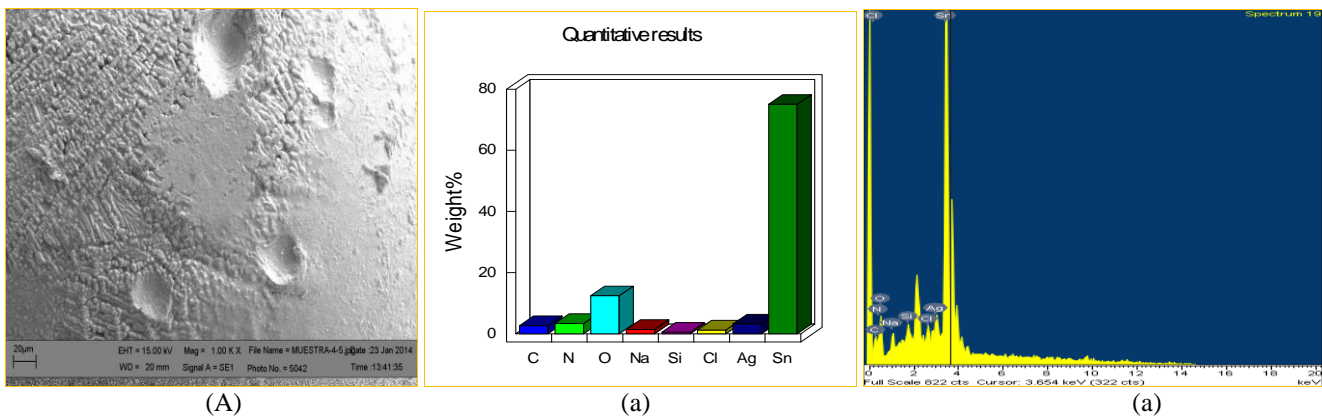 20µm
EHT = 15.00 kV Mag = 1.00 K X File Name = MUESTRA-4-5.jpg Date :23 Jan 2014
WD = 20 mm Signal A = SE1 Photo No. = 5042 Time :13:41:35
(A)
Quantitative results
Weight%
80
60
40
20
0
C N O Na Si Cl Ag Sn
(a)
Spectrum 19
Cl Sn
O
N
C
Na
Si
Cl
Ag
0 2 4 6 8 10 12 14 16 18 20
Full Scale 822 cts Cursor: 3.654 keV (322 cts) keV
(a)